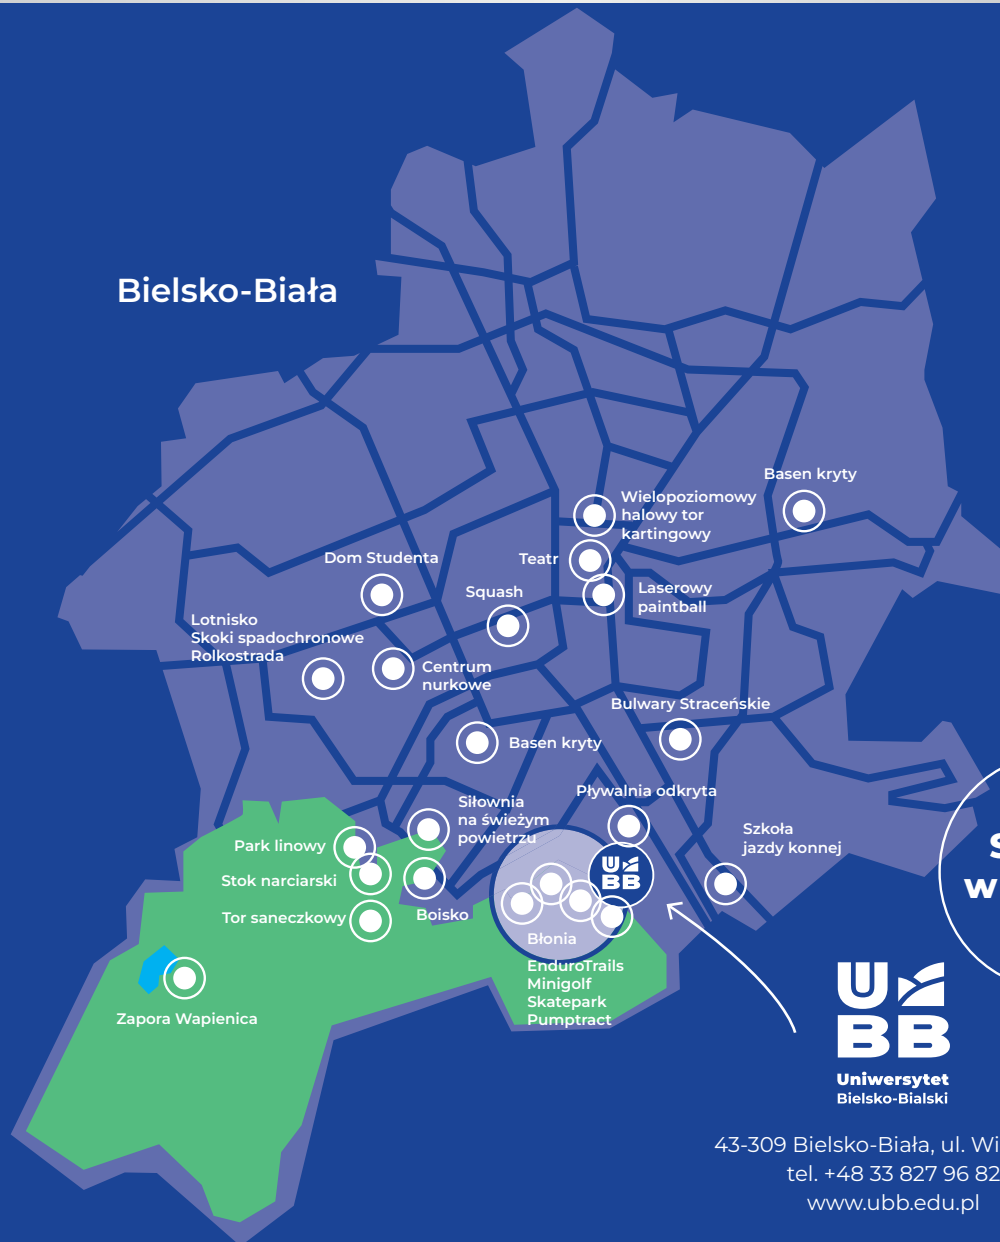 Bielsko-Biała
Basen kryty
Wielopoziomowy
halowy tor
kartingowy
Teatr
Dom Studenta
Laserowy
paintball
Squash
Lotnisko
Skoki spadochronowe
Rolkostrada
Centrum
nurkowe
Bulwary Straceńskie
Basen kryty
Pływalnia odkryta
Siłownia
na świeżym
powietrzu
Szkoła
jazdy konnej
Park linowy
Stok narciarski
Tor saneczkowy
Boisko
UBB
Błonia
EnduroTrails
Minigolf
Skatepark
Pumptract
Zapora Wapienica
S
w
UBB
Uniwersytet
Bielsko-Bialski
43-309 Bielsko-Biała, ul. Wi
tel. +48 33 827 96 82
www.ubb.edu.pl